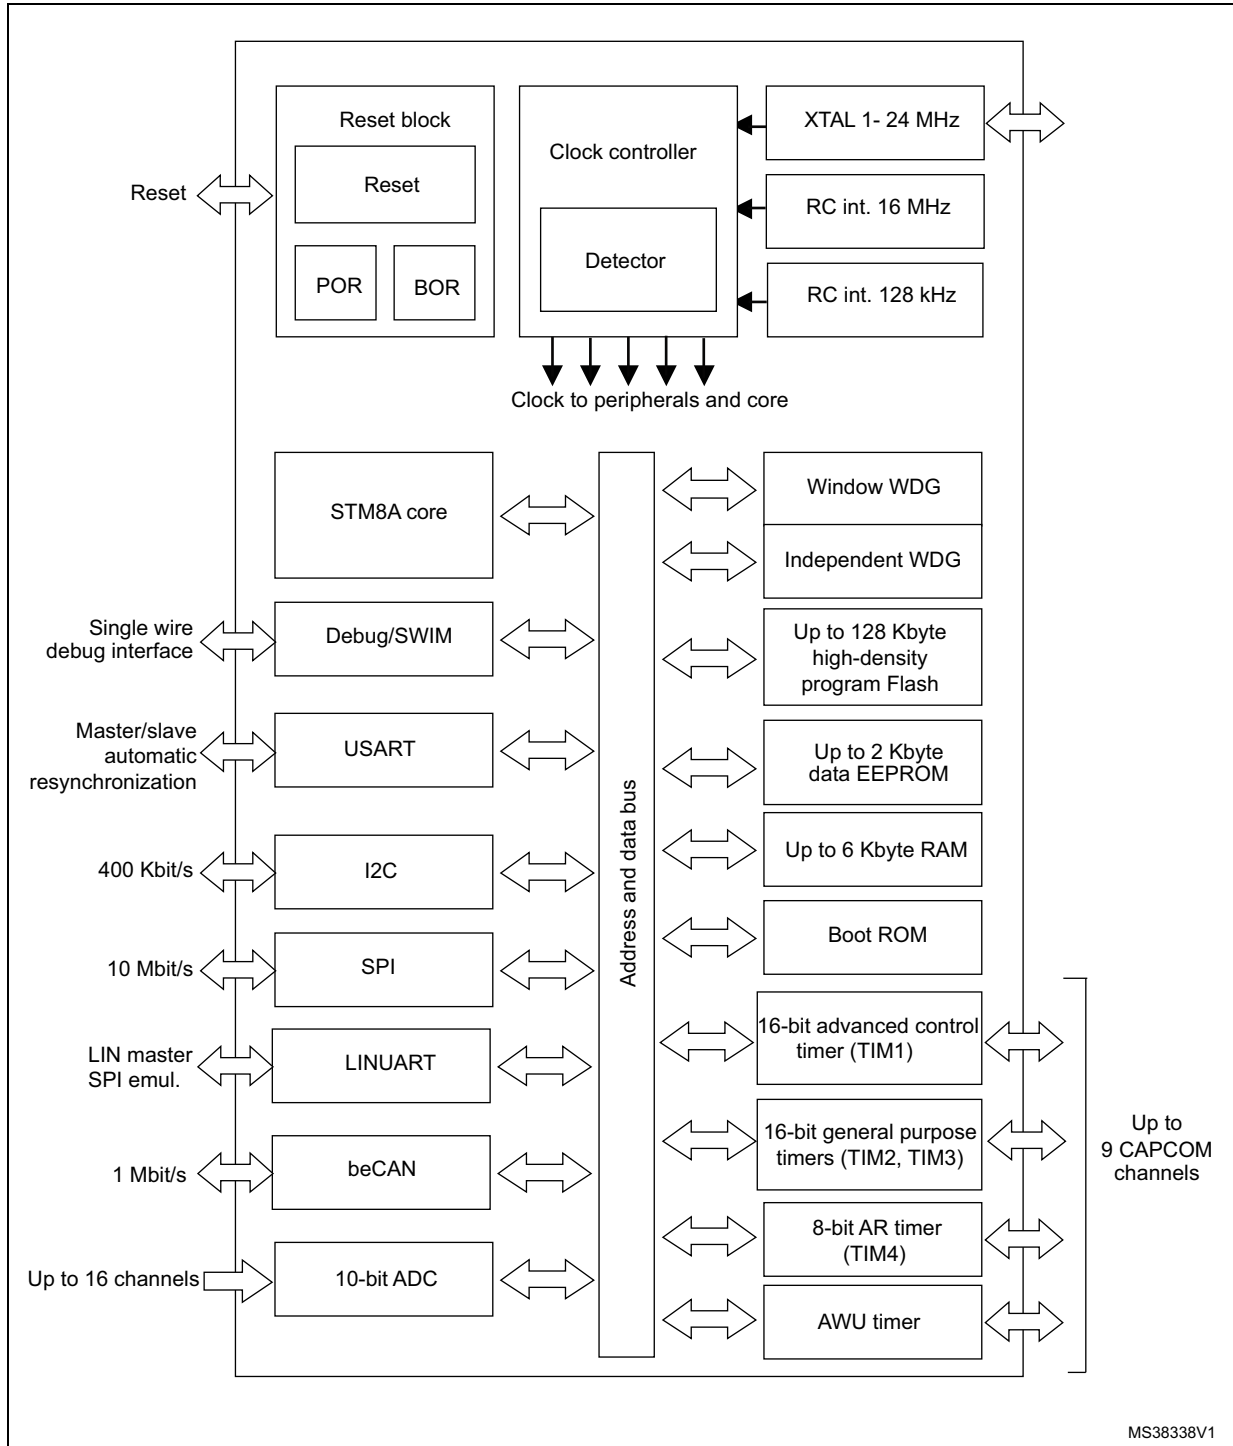 Reset block
Reset
POR
BOR
Reset
Clock controller
Detector
XTAL 1- 24 MHz
RC int. 16 MHz
RC int. 128 kHz
Clock to peripherals and core
STM8A core
Single wire
debug interface
Debug/SWIM
Master/slave
automatic
resynchronization
USART
400 Kbit/s
I2C
10 Mbit/s
SPI
LIN master
SPI emul.
LINUART
1 Mbit/s
beCAN
Up to 16 channels
10-bit ADC
Address and data bus
Window WDG
Independent WDG
Up to 128 Kbyte
high-density
program Flash
Up to 2 Kbyte
data EEPROM
Up to 6 Kbyte RAM
Boot ROM
16-bit advanced control
timer (TIM1)
16-bit general purpose
timers (TIM2, TIM3)
8-bit AR timer
(TIM4)
AWU timer
Up to
9 CAPCOM
channels
MS38338V1